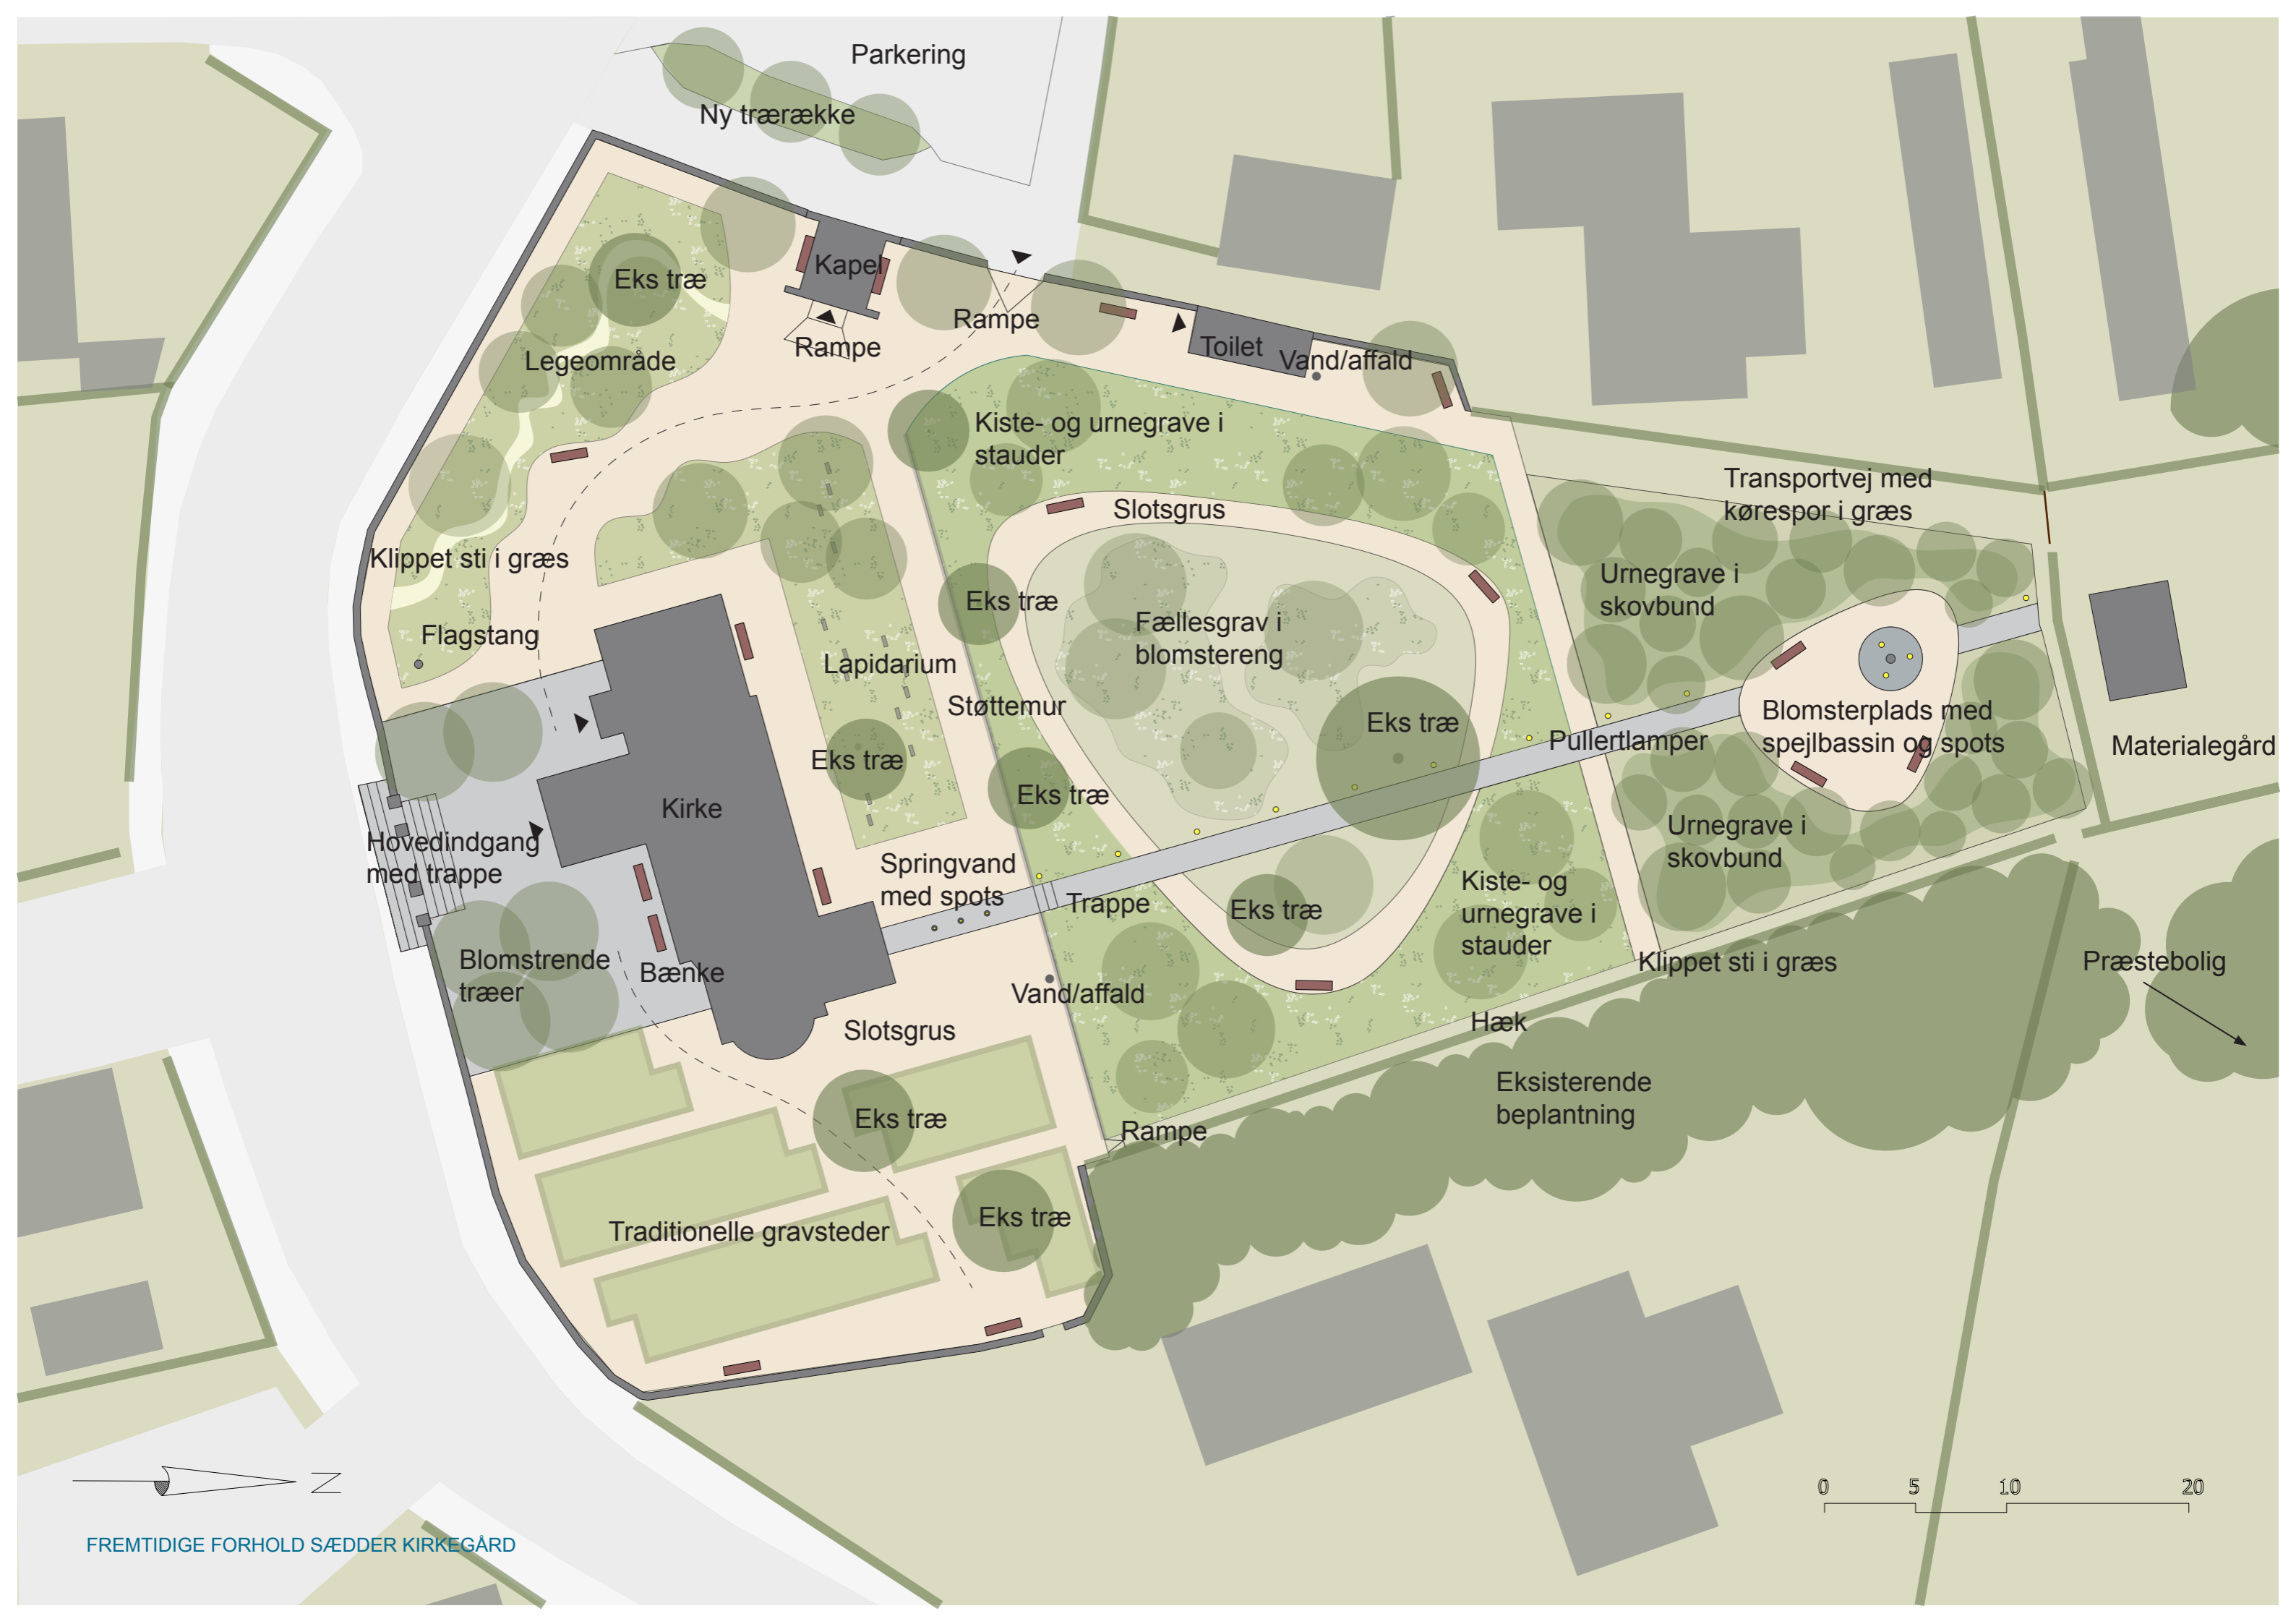 Parkering
Ny trærække
Eks træ
Kapel
Rampe
Rampe
Legeområde
Toilet
Vand/affald
Kiste- og urnegrave i
stauder
Slotsgrus
Transportvej med
kørespor i græs
Klippet sti i græs
Urnegrave i
skovbund
Eks træ
Fællesgrav i
blomstereng
Flagstang
Lapidarium
Støttemur
Eks træ
Pullertlamper
Blomsterplads med
spejlbassin og spots
Materialegård
Eks træ
Eks træ
Kirke
Hovedindgang
med trappe
Springvand
med spots
Trappe
Eks træ
Kiste- og
urnegrave i
stauder
Urnegrave i
skovbund
Blomstrende
træer
Bænke
Vand/affald
Klippet sti i græs
Præstebolig
Slotsgrus
Hæk
Eksisterende
beplantning
Eks træ
Rampe
Eks træ
Traditionelle gravsteder
N
0 5 10 20
FREMTIDIGE FORHOLD SÆDDER KIRKEGÅRD